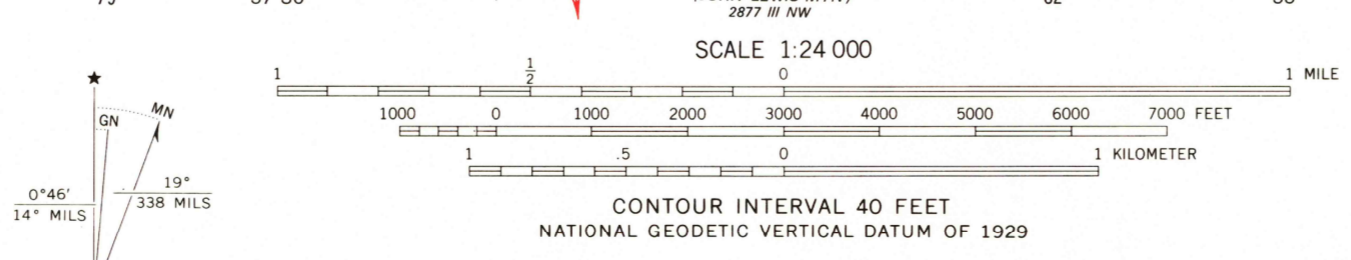 2877 III NW
SCALE 1:24 000
1 1/2 0 1 MILE
1000 0 1000 2000 3000 4000 5000 6000 7000 FEET
1 .5 0 1 KILOMETER
CONTOUR INTERVAL 40 FEET
NATIONAL GEODETIC VERTICAL DATUM OF 1929
★
GN
MN
0°46′
14° MILS
19°
338 MILS